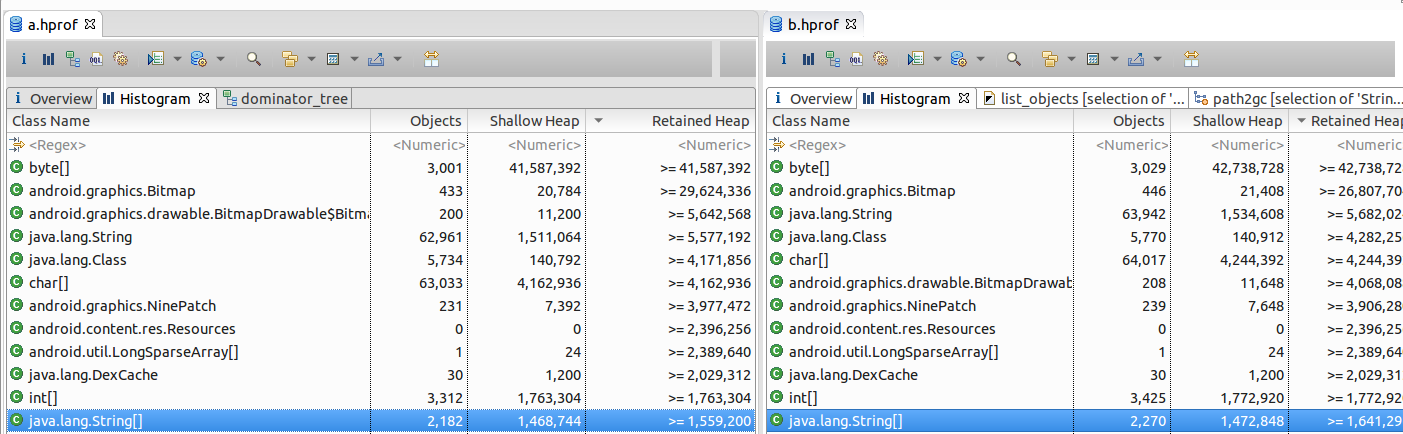 a.hprof
Overview Histogram dominator_tree
Class Name Objects Shallow Heap Retained Heap
<Regex> <Numeric> <Numeric> <Numeric>
byte[] 3,001 41,587,392 >= 41,587,392
android.graphics.Bitmap 433 20,784 >= 29,624,336
android.graphics.drawable.BitmapDrawable$Bitm 200 11,200 >= 5,642,568
java.lang.String 62,961 1,511,064 >= 5,577,192
java.lang.Class 5,734 140,792 >= 4,171,856
char[] 63,033 4,162,936 >= 4,162,936
android.graphics.NinePatch 231 7,392 >= 3,977,472
android.content.res.Resources 0 0 >= 2,396,256
android.util.LongSparseArray[] 1 24 >= 2,389,640
java.lang.DexCache 30 1,200 >= 2,029,312
int[] 3,312 1,763,304 >= 1,763,304
java.lang.String[] 2,182 1,468,744 >= 1,559,200
b.hprof
Overview Histogram list_objects [selection of '... path2gc [selection of 'Strin...
Class Name Objects Shallow Heap Retained Heap
<Regex> <Numeric> <Numeric> <Numeric>
byte[] 3,029 42,738,728 >= 42,738,72
android.graphics.Bitmap 446 21,408 >= 26,807,70
java.lang.String 63,942 1,534,608 >= 5,682,02
java.lang.Class 5,770 140,912 >= 4,282,25
char[] 64,017 4,244,392 >= 4,244,39
android.graphics.drawable.BitmapDrawab 208 11,648 >= 4,068,08
android.graphics.NinePatch 239 7,648 >= 3,906,28
android.content.res.Resources 0 0 >= 2,396,25
android.util.LongSparseArray[] 1 24 >= 2,389,64
java.lang.DexCache 30 1,200 >= 2,029,31
int[] 3,425 1,772,920 >= 1,772,92
java.lang.String[] 2,270 1,472,848 >= 1,641,29